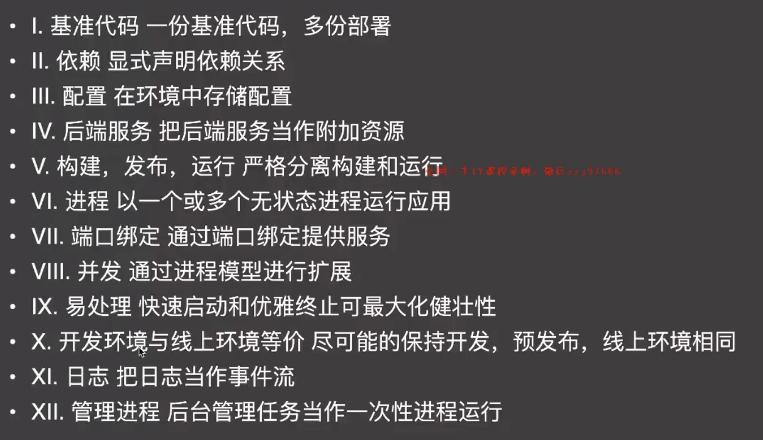 • I. 基准代码 一份基准代码，多份部署
• II. 依赖 显式声明依赖关系
• III. 配置 在环境中存储配置
• IV. 后端服务 把后端服务当作附加资源
• V. 构建，发布，运行 严格分离构建和运行
• VI. 进程 以一个或多个无状态进程运行应用
• VII. 端口绑定 通过端口绑定提供服务
• VIII. 并发 通过进程模型进行扩展
• IX. 易处理 快速启动和优雅终止可最大化健壮性
• X. 开发环境与线上环境等价 尽可能的保持开发，预发布，线上环境相同
• XI. 日志 把日志当作事件流
• XII. 管理进程 后台管理任务当作一次性进程运行